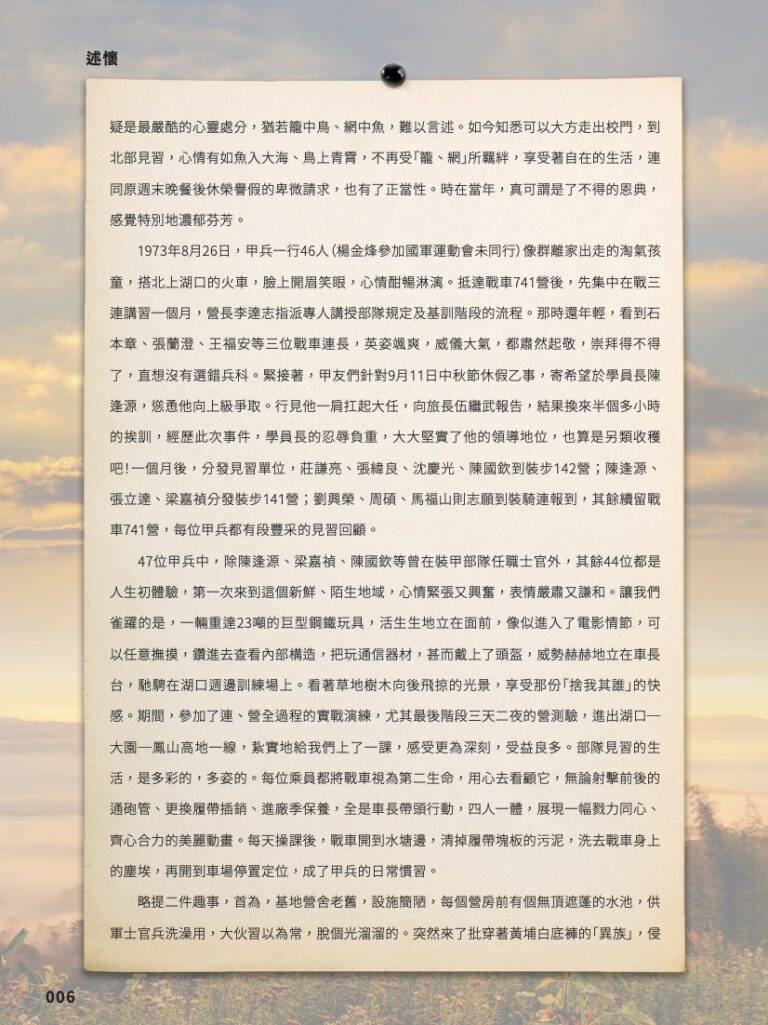 述懷
疑是最嚴酷的心靈處分，猶若籠中鳥、網中魚，難以言述。如今知悉可以大方走出校門，到
北部見習，心情有如魚入大海、鳥上青霄，不再受「籠、網」所羈絆，享受著自在的生活，連
同原週末晚餐後休榮譽假的卑微請求，也有了正當性。時在當年，真可謂是了不得的恩典，
感覺特別地濃郁芬芳。
1973年8月26日，甲兵一行46人（楊金烽參加國軍運動會未同行）像群離家出走的淘氣孩
童，搭北上湖口的火車，臉上開眉笑眼，心情酣暢淋漓。抵達戰車741營後，先集中在戰三
連講習一個月，營長李達志指派專人講授部隊規定及基訓階段的流程。那時還年輕，看到石
本章、張蘭澄、王福安等三位戰車連長，英姿颯爽，威儀大氣，都肅然起敬，崇拜得不得
了，直想沒有選錯兵科。緊接著，甲友們針對9月11日中秋節休假乙事，寄希望於學員長陳
逢源，慫恿他向上級爭取。行見他一肩扛起大任，向旅長伍繼武報告，結果換來半個多小時
的挨訓，經歷此次事件，學員長的忍辱負重，大大堅實了他的領導地位，也算是另類收穫
吧！一個月後，分發見習單位，莊謙亮、張緯良、沈慶光、陳國欽到裝步142營；陳逢源、
張立達、梁嘉禎分發裝步141營；劉興榮、周碩、馬福山則志願到裝騎連報到，其餘續留戰
車741營，每位甲兵都有段豐采的見習回顧。
47位甲兵中，除陳逢源、梁嘉禎、陳國欽等曾在裝甲部隊任職士官外，其餘44位都是
人生初體驗，第一次來到這個新鮮、陌生地域，心情緊張又興奮，表情嚴肅又謙和。讓我們
雀躍的是，一輛重達23噸的巨型鋼鐵玩具，活生生地立在面前，像似進入了電影情節，可
以任意撫摸，鑽進去查看內部構造，把玩通信器材，甚而戴上了頭盔，威勢赫赫地立在車長
台，馳騁在湖口週邊訓練場上。看著草地樹木向後飛掠的光景，享受那份「捨我其誰」的快
感。期間，參加了連、營全過程的實戰演練，尤其最後階段三天二夜的營測驗，進出湖口—
大園—鳳山高地一線，紮實地給我們上了一課，感受更為深刻，受益良多。部隊見習的生
活，是多彩的，多姿的。每位乘員都將戰車視為第二生命，用心去看顧它，無論射擊前後的
通砲管、更換履帶插銷、進廠季保養，全是車長帶頭行動，四人一體，展現一幅戮力同心、
齊心合力的美麗動畫。每天操課後，戰車開到水塘邊，清掉履帶塊板的污泥，洗去戰車身上
的塵埃，再開到車場停置定位，成了甲兵的日常慣習。
略提二件趣事，首為，基地營舍老舊，設施簡陋，每個營房前有個無頂遮蓬的水池，供
軍士官兵洗澡用，大伙習以為常，脫個光溜溜的。突然來了批穿著黃埔白底褲的「異族」，侵
006